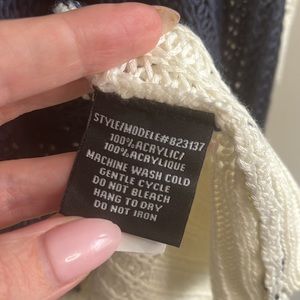 STYLE/MODELE# 823137
100% ACRYLIC/
100% ACRYLIQUE
MACHINE WASH COLD
GENTLE CYCLE
DO NOT BLEACH
HANG TO DRY
DO NOT IRON